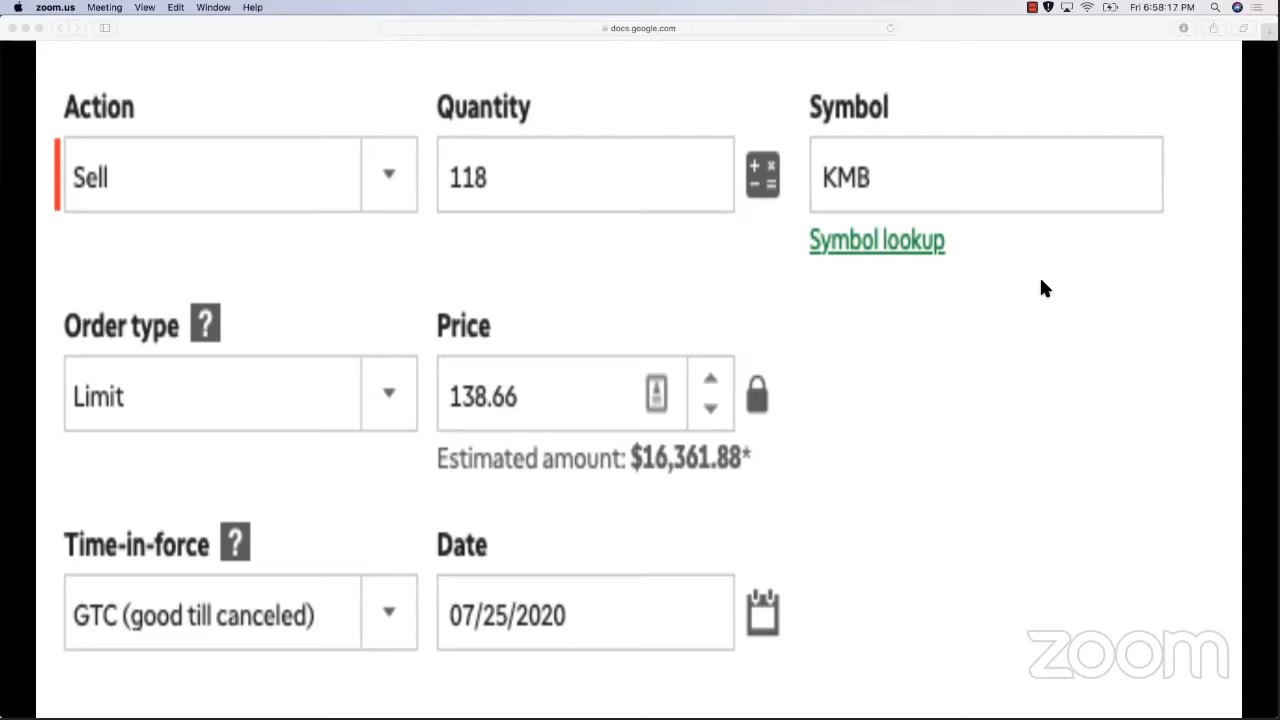 zoom.us Meeting View Edit Window Help Fri 6:58:17 PM
docs.google.com
Action Quantity Symbol
Sell 118 KMB
Symbol lookup
Order type ? Price
Limit 138.66
Estimated amount: $16,361.88*
Time-in-force ? Date
GTC (good till canceled) 07/25/2020
zoom